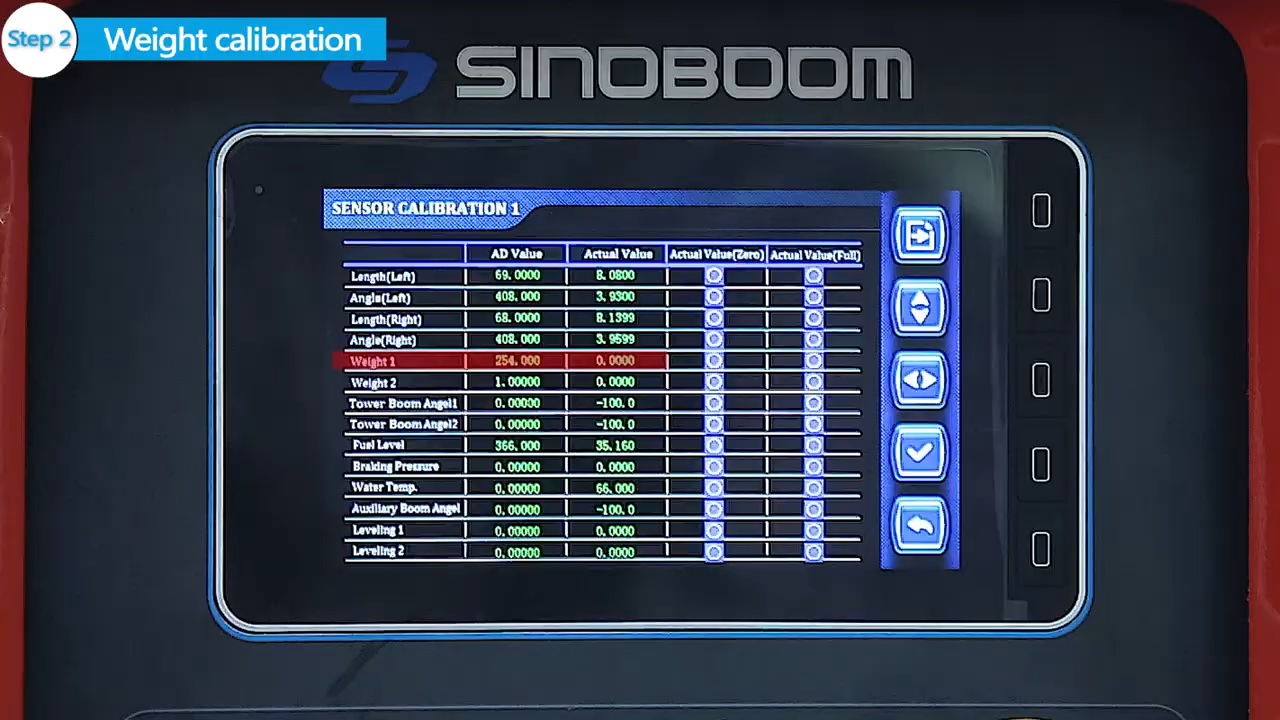 Step 2
Weight calibration
SINOBOOM
SENSOR CALIBRATION 1
AD Value Actual Value Actual Value(Zero) Actual Value(Full)
Length(Left) 69.0000 8.0800
Angle(Left) 408.000 3.9300
Length(Right) 68.0000 8.1399
Angle(Right) 408.000 3.9599
Weight 1 254.000 0.0000
Weight 2 1.00000 0.0000
Tower Boom Angel1 0.00000 -100.0
Tower Boom Angel2 0.00000 -100.0
Fuel Level 366.000 35.160
Braking Pressure 0.00000 0.0000
Water Temp. 0.00000 66.000
Auxiliary Boom Angel 0.00000 -100.0
Leveling 1 0.00000 0.0000
Leveling 2 0.00000 0.0000